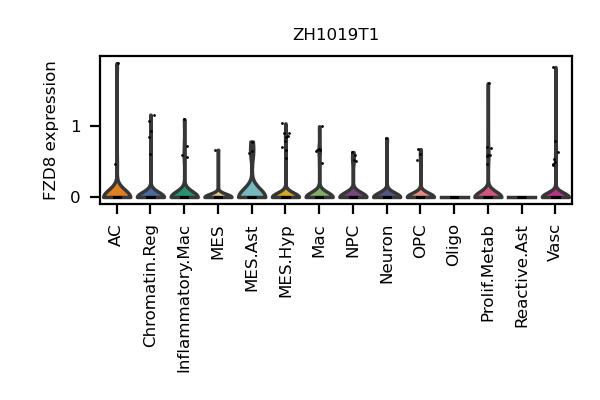 ZH1019T1
FZD8 expression
1
0
AC
Chromatin.Reg
Inflammatory.Mac
MES
MES.Ast
MES.Hyp
Mac
NPC
Neuron
OPC
Oligo
Prolif.Metab
Reactive.Ast
Vasc